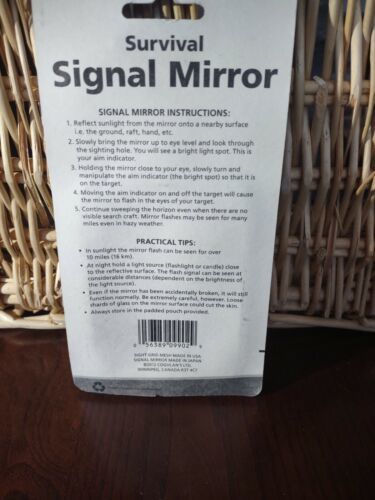 Survival
Signal Mirror
SIGNAL MIRROR INSTRUCTIONS:
1. Reflect sunlight from the mirror onto a nearby surface
i.e. the ground, raft, hand, etc.
2. Slowly bring the mirror up to eye level and look through
the sighting hole. You will see a bright light spot. This is
your aim indicator.
3. Holding the mirror close to your eye, slowly turn and
manipulate the aim indicator (the bright spot) so that it is
on the target.
4. Moving the aim indicator on and off the target will cause
the mirror to flash in the eyes of your target.
5. Continue sweeping the horizon even when there are no
visible search craft. Mirror flashes may be seen for many
miles even in hazy weather.
PRACTICAL TIPS:
• In sunlight the mirror flash can be seen for over
10 miles (16 km).
• At night hold a light source (flashlight or candle) close
to the reflective surface. The flash signal can be seen at
considerable distances (dependent on the brightness of
the light source).
• Even if the mirror has been accidentally broken, it will still
function normally. Be extremely careful, however. Loose
shards of glass on the mirror surface could cut the skin.
• Always store in the padded pouch provided.
0 56389 09902
SIGHT GRID MESH MADE IN USA
SIGNAL MIRROR MADE IN JAPAN
©2012 COGHLAN'S LTD.
WINNIPEG, CANADA R3T 4C7